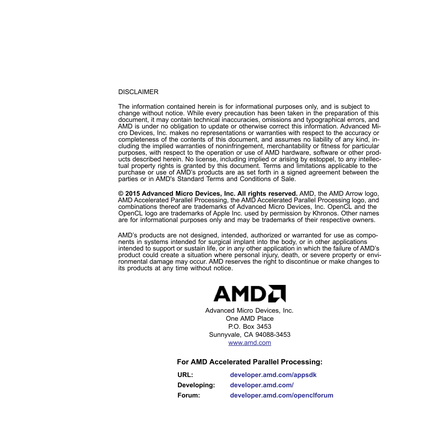 DISCLAIMER
The information contained herein is for informational purposes only, and is subject to
change without notice. While every precaution has been taken in the preparation of this
document, it may contain technical inaccuracies, omissions and typographical errors, and
AMD is under no obligation to update or otherwise correct this information. Advanced Mi-
cro Devices, Inc. makes no representations or warranties with respect to the accuracy or
completeness of the contents of this document, and assumes no liability of any kind, in-
cluding the implied warranties of noninfringement, merchantability or fitness for particular
purposes, with respect to the operation or use of AMD hardware, software or other prod-
ucts described herein. No license, including implied or arising by estoppel, to any intellec-
tual property rights is granted by this document. Terms and limitations applicable to the
purchase or use of AMD's products are as set forth in a signed agreement between the
parties or in AMD's Standard Terms and Conditions of Sale.
© 2015 Advanced Micro Devices, Inc. All rights reserved. AMD, the AMD Arrow logo,
AMD Accelerated Parallel Processing, the AMD Accelerated Parallel Processing logo, and
combinations thereof are trademarks of Advanced Micro Devices, Inc. OpenCL and the
OpenCL logo are trademarks of Apple Inc. used by permission by Khronos. Other names
are for informational purposes only and may be trademarks of their respective owners.
AMD's products are not designed, intended, authorized or warranted for use as compo-
nents in systems intended for surgical implant into the body, or in other applications
intended to support or sustain life, or in any other application in which the failure of AMD's
product could create a situation where personal injury, death, or severe property or envi-
ronmental damage may occur. AMD reserves the right to discontinue or make changes to
its products at any time without notice.
AMD
Advanced Micro Devices, Inc.
One AMD Place
P.O. Box 3453
Sunnyvale, CA 94088-3453
www.amd.com
For AMD Accelerated Parallel Processing:
URL: developer.amd.com/appsdk
Developing: developer.amd.com/
Forum: developer.amd.com/openclforum